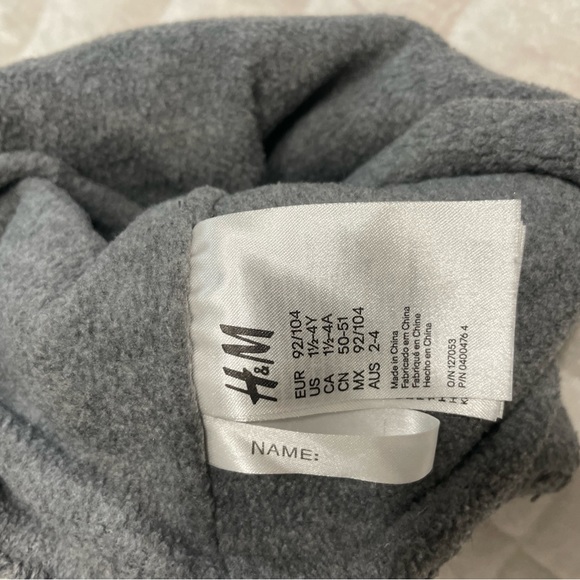 H&M
EUR 92/104
US 1½-4Y
CA 1½-4A
CN 50-51
MX 92/104
AUS 2-4
Made in China
Fabricado em China
Fabriqué en China
Hecho en China
O/N 127053
P/N 0400476 4
NAME: